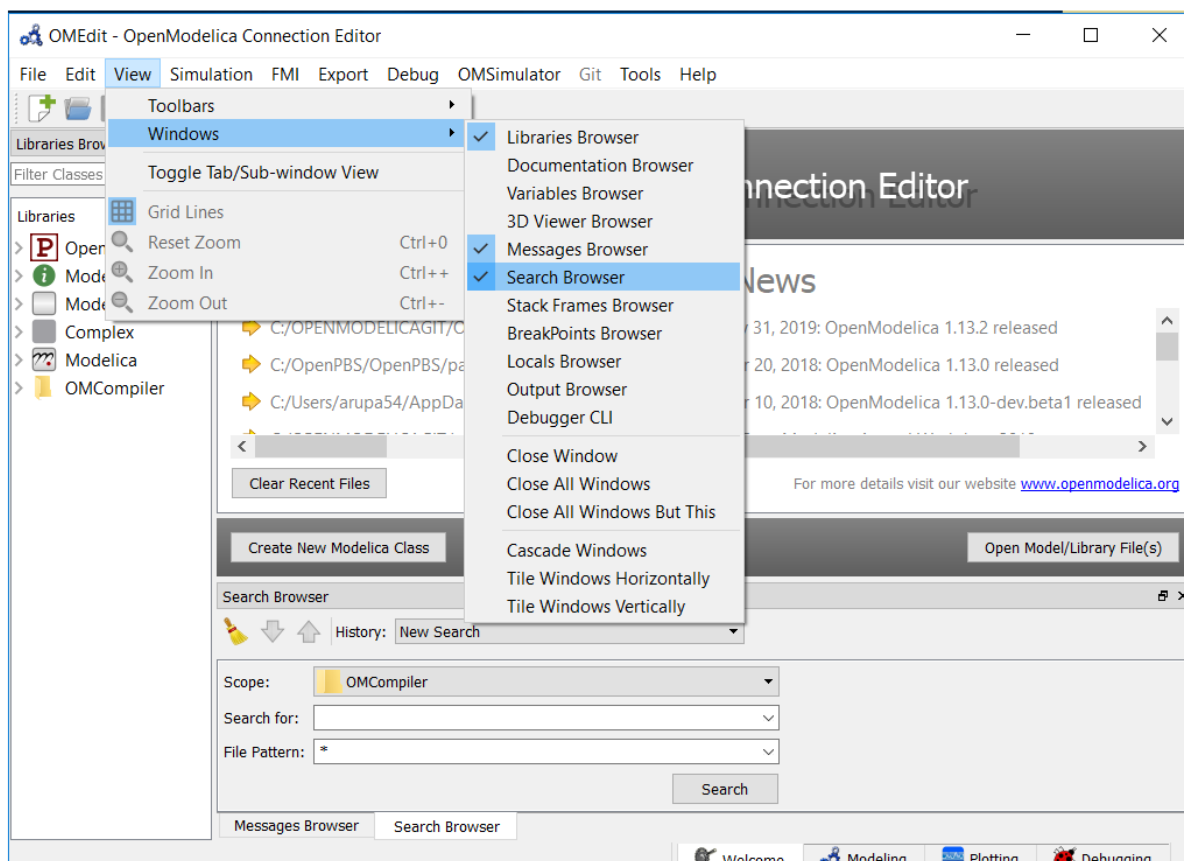 OMEdit - OpenModelica Connection Editor
File Edit View Simulation FMI Export Debug OMSimulator Git Tools Help
Toolbars
Windows
Toggle Tab/Sub-window View
Grid Lines
Reset Zoom Ctrl+0
Zoom In Ctrl++
Zoom Out Ctrl+-
Libraries Browser
Documentation Browser
Variables Browser
3D Viewer Browser
Messages Browser
Search Browser
Stack Frames Browser
BreakPoints Browser
Locals Browser
Output Browser
Debugger CLI
Close Window
Close All Windows
Close All Windows But This
Cascade Windows
Tile Windows Horizontally
Tile Windows Vertically
Libraries
Filter Classes
Libraries
P
i
Complex
Modelica
OMCompiler
Editor
News
C:/OPENMODELICAGIT/
31, 2019: OpenModelica 1.13.2 released
C:/OpenPBS/OpenPBS/
20, 2018: OpenModelica 1.13.0 released
C:/Users/arupa54/
10, 2018: OpenModelica 1.13.0-dev.beta1 released
Clear Recent Files
For more details visit our website www.openmodelica.org
Create New Modelica Class
Open Model/Library File(s)
Search Browser
History: New Search
Scope: OMCompiler
Search for:
File Pattern: *
Search
Messages Browser Search Browser
Welcome Modeling Plotting Debugging